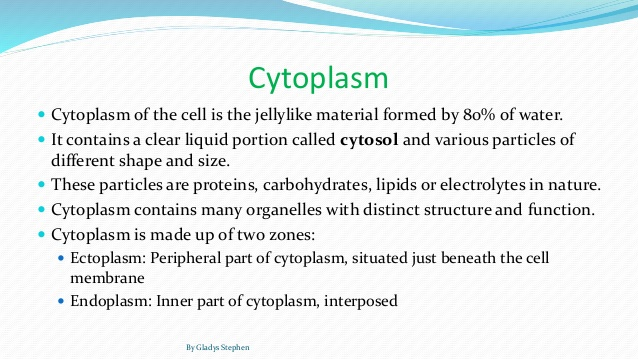 Cytoplasm
• Cytoplasm of the cell is the jellylike material formed by 80% of water.
• It contains a clear liquid portion called cytosol and various particles of
different shape and size.
• These particles are proteins, carbohydrates, lipids or electrolytes in nature.
• Cytoplasm contains many organelles with distinct structure and function.
• Cytoplasm is made up of two zones:
• Ectoplasm: Peripheral part of cytoplasm, situated just beneath the cell
membrane
• Endoplasm: Inner part of cytoplasm, interposed
By Gladys Stephen